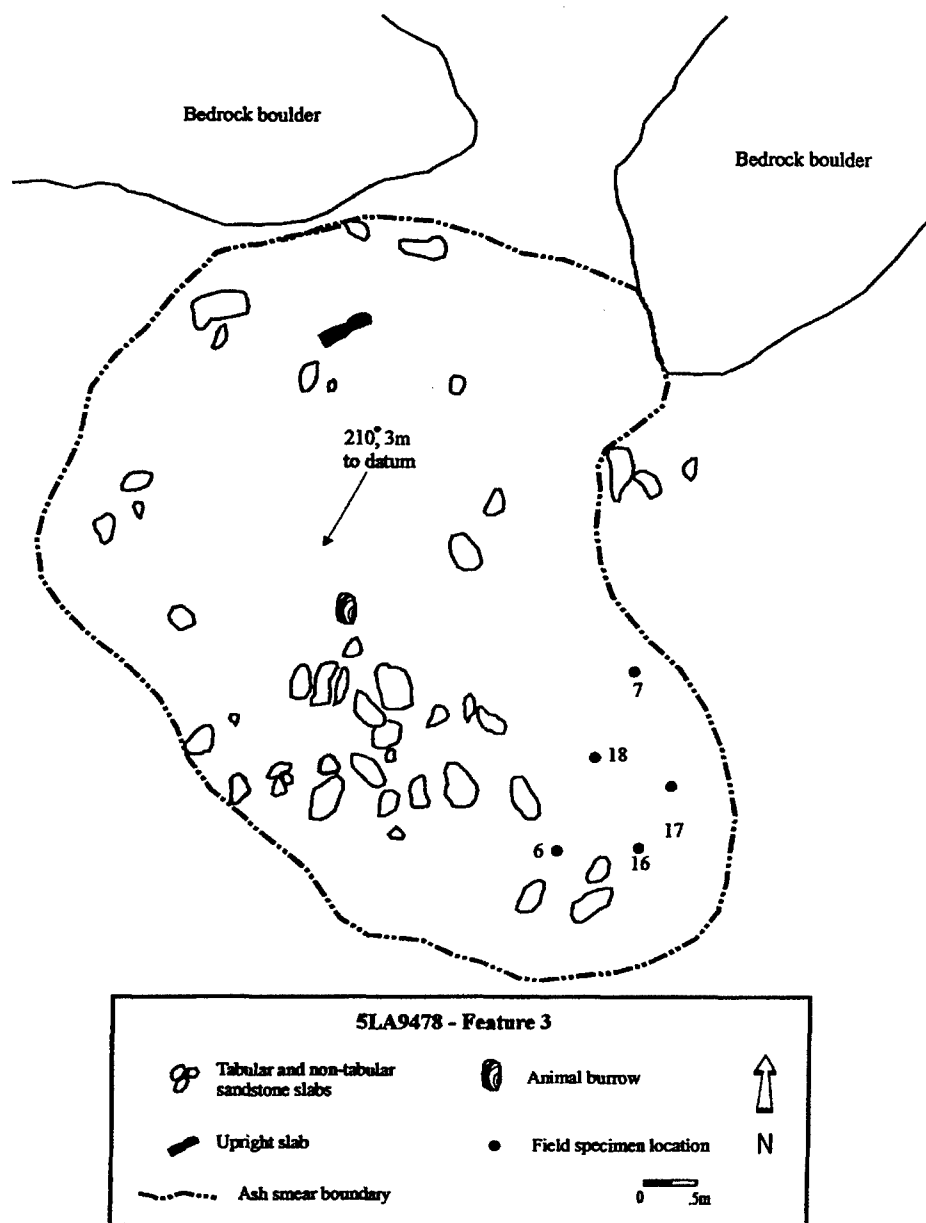 Bedrock boulder
Bedrock boulder
210°, 3m
to datum
7
18
17
6
16
5LA9478 - Feature 3
Tabular and non-tabular
sandstone slabs
Animal burrow
Upright slab
Field specimen location
N
Ash smear boundary
0 .5m